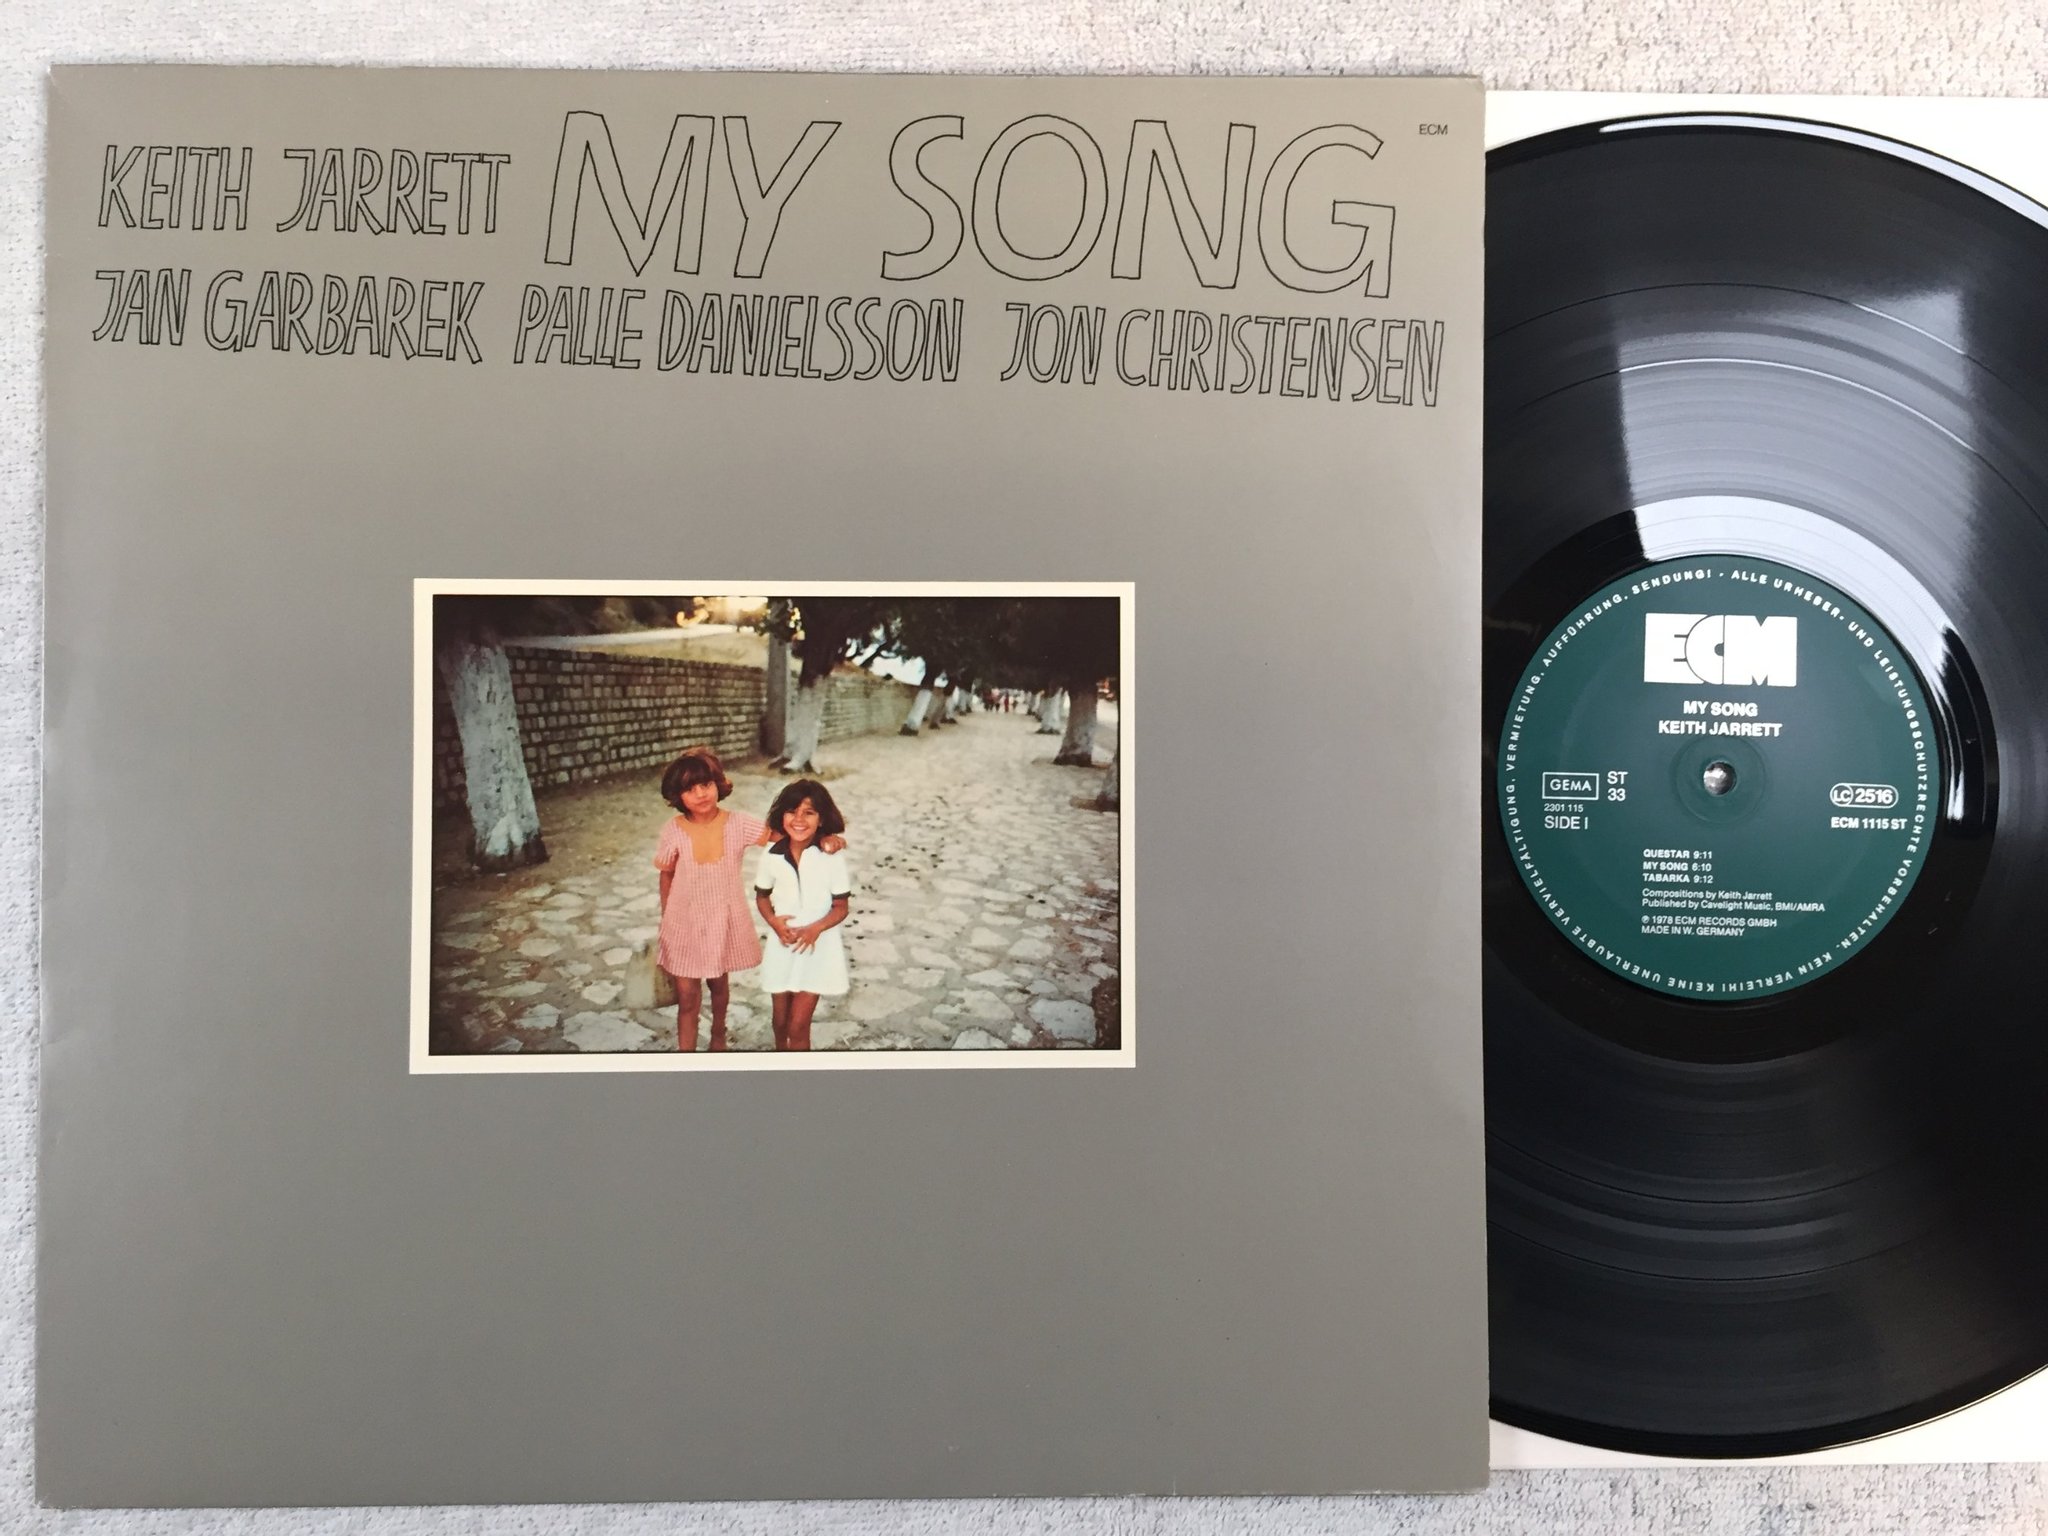 KEITH JARRETT MY SONG
ECM
JAN GARBAREK PALLE DANIELSSON JON CHRISTENSEN
ALLE URHEBER- UND LEISTUNGSSCHUTZRECHTE VORBEHALTEN. KEIN VERLEIH! KEINE UNERLAUBTE VERVIELFÄLTIGUNG, VERMIETUNG, AUFFÜHRUNG, SENDUNG! ·
ECM
MY SONG
KEITH JARRETT
GEMA
ST
33
2301 115
SIDE I
LC 2516
ECM 1115 ST
QUESTAR 9:11
MY SONG 6:10
TABARKA 9:12
Compositions by Keith Jarrett
Published by Cavelight Music, BMI/AMRA
℗ 1978 ECM RECORDS GMBH
MADE IN W. GERMANY